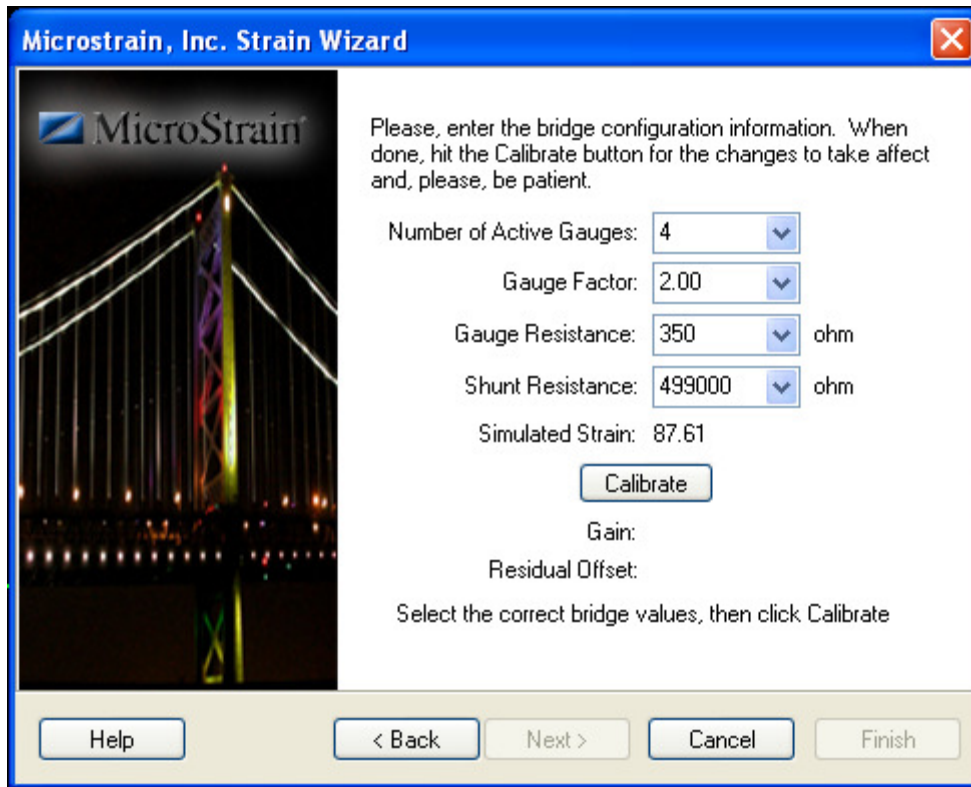 Microstrain, Inc. Strain Wizard
MicroStrain
Please, enter the bridge configuration information.  When
done, hit the Calibrate button for the changes to take affect
and, please, be patient.
Number of Active Gauges: 4
Gauge Factor: 2.00
Gauge Resistance: 350 ohm
Shunt Resistance: 499000 ohm
Simulated Strain: 87.61
Calibrate
Gain:
Residual Offset:
Select the correct bridge values, then click Calibrate
Help < Back Next > Cancel Finish